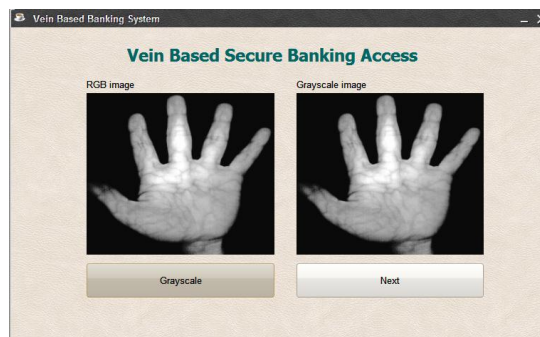 Vein Based Banking System
Vein Based Secure Banking Access
RGB image
Grayscale image
Grayscale
Next